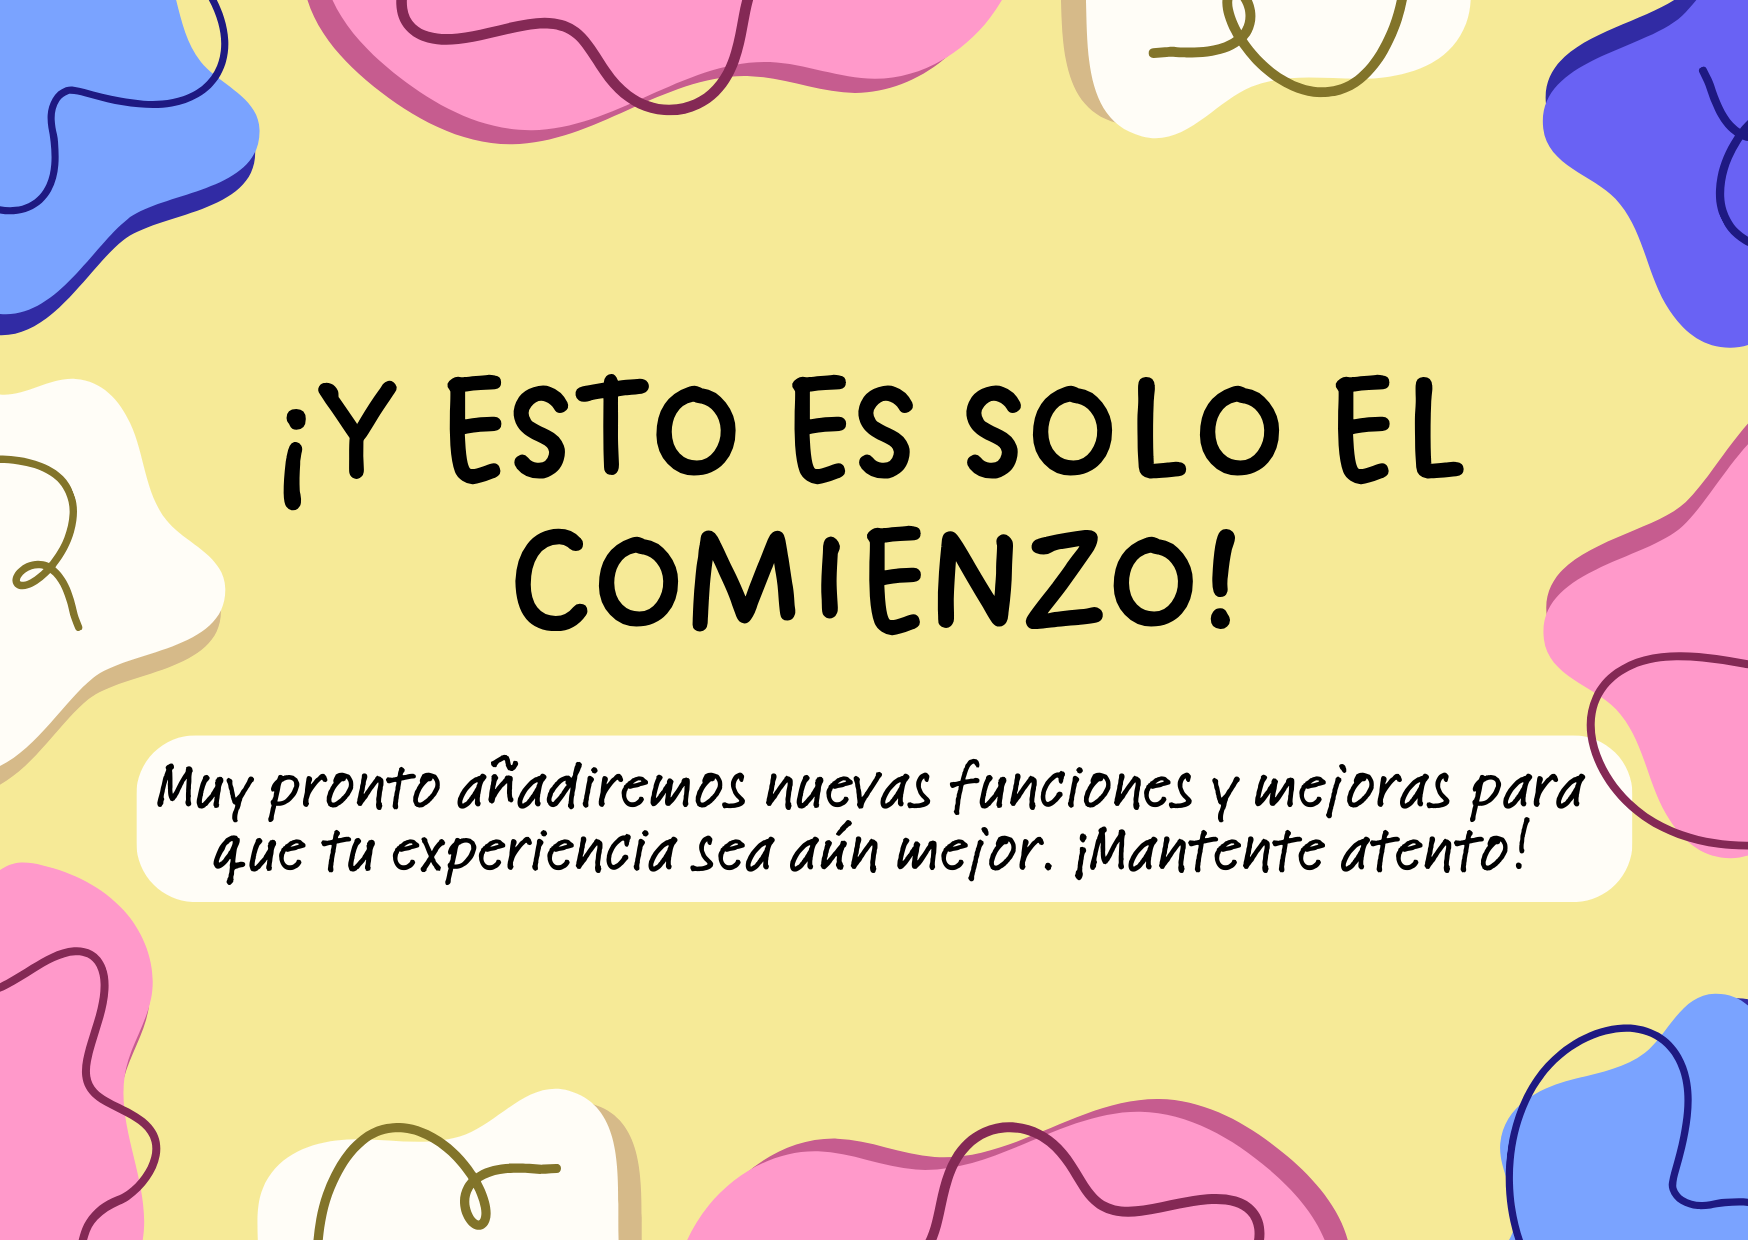 ¡Y ESTO ES SOLO EL
COMIENZO!
Muy pronto añadiremos nuevas funciones y mejoras para
que tu experiencia sea aún mejor. ¡Mantente atento!